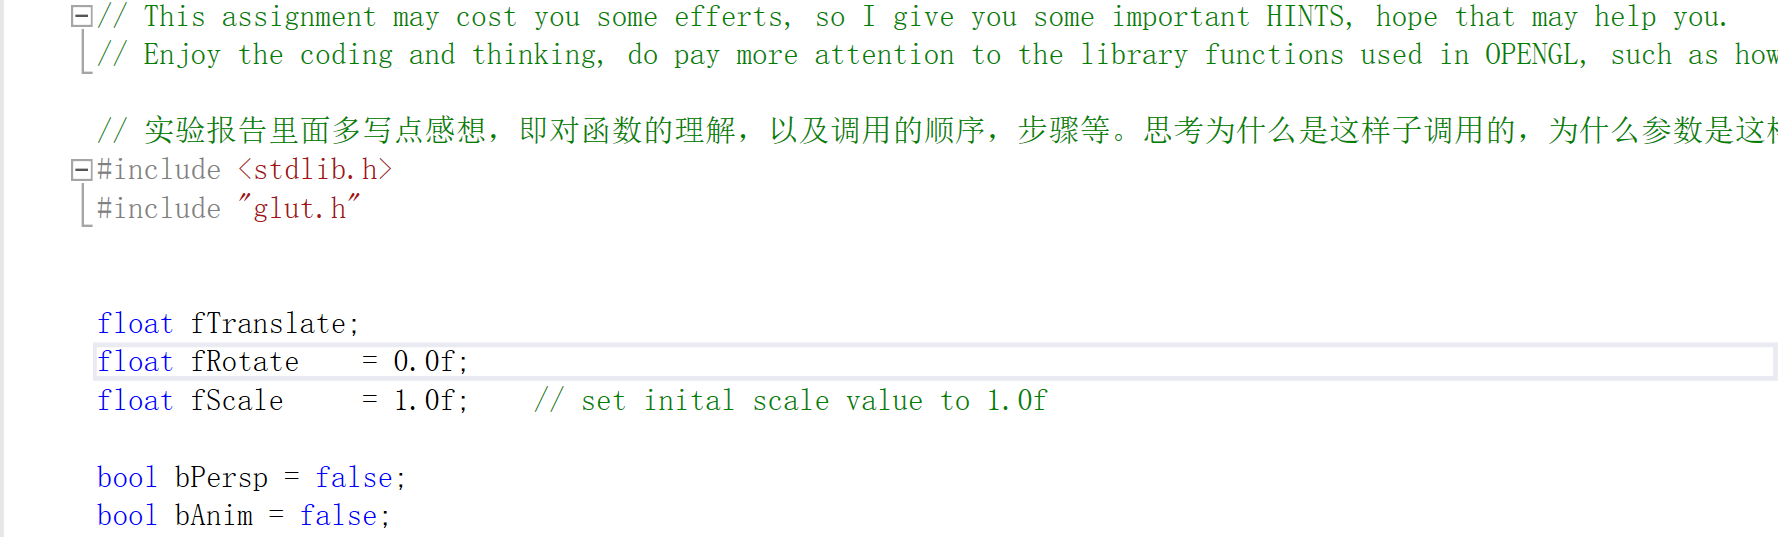 // This assignment may cost you some efferts, so I give you some important HINTS, hope that may help you.
// Enjoy the coding and thinking, do pay more attention to the library functions used in OPENGL, such as how
// 实验报告里面多写点感想，即对函数的理解，以及调用的顺序，步骤等。思考为什么是这样子调用的，为什么参数是这
#include <stdlib.h>
#include "glut.h"
float fTranslate;
float fRotate    = 0.0f;
float fScale     = 1.0f;    // set inital scale value to 1.0f
bool bPersp = false;
bool bAnim = false;